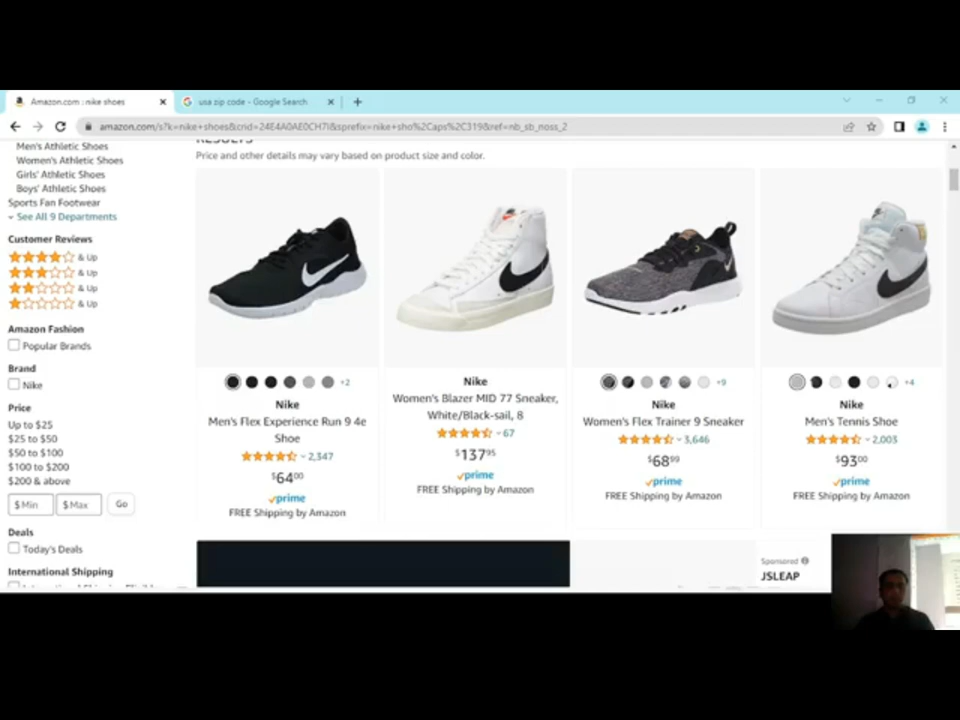 Amazon.com : nike shoes
usa zip code - Google Search
amazon.com/s?k=nike+shoes&crid=24E4A0AE0CH7I&sprefix=nike+sho%2Caps%2C319&ref=nb_sb_noss_2
Men's Athletic Shoes
Women's Athletic Shoes
Girls' Athletic Shoes
Boys' Athletic Shoes
Sports Fan Footwear
See All 9 Departments
Customer Reviews
& Up
& Up
& Up
& Up
Amazon Fashion
Popular Brands
Brand
Nike
Price
Up to $25
$25 to $50
$50 to $100
$100 to $200
$200 & above
$ Min
$ Max
Go
Deals
Today's Deals
International Shipping
RESULTS
Price and other details may vary based on product size and color.
+2
Nike
Men's Flex Experience Run 9 4e
Shoe
2,347
$64.00
prime
FREE Shipping by Amazon
Nike
Women's Blazer MID 77 Sneaker,
White/Black-sail, 8
67
$137.95
prime
FREE Shipping by Amazon
+9
Nike
Women's Flex Trainer 9 Sneaker
3,646
$68.99
prime
FREE Shipping by Amazon
+4
Nike
Men's Tennis Shoe
2,003
$93.00
prime
FREE Shipping by Amazon
Sponsored
JSLEAP